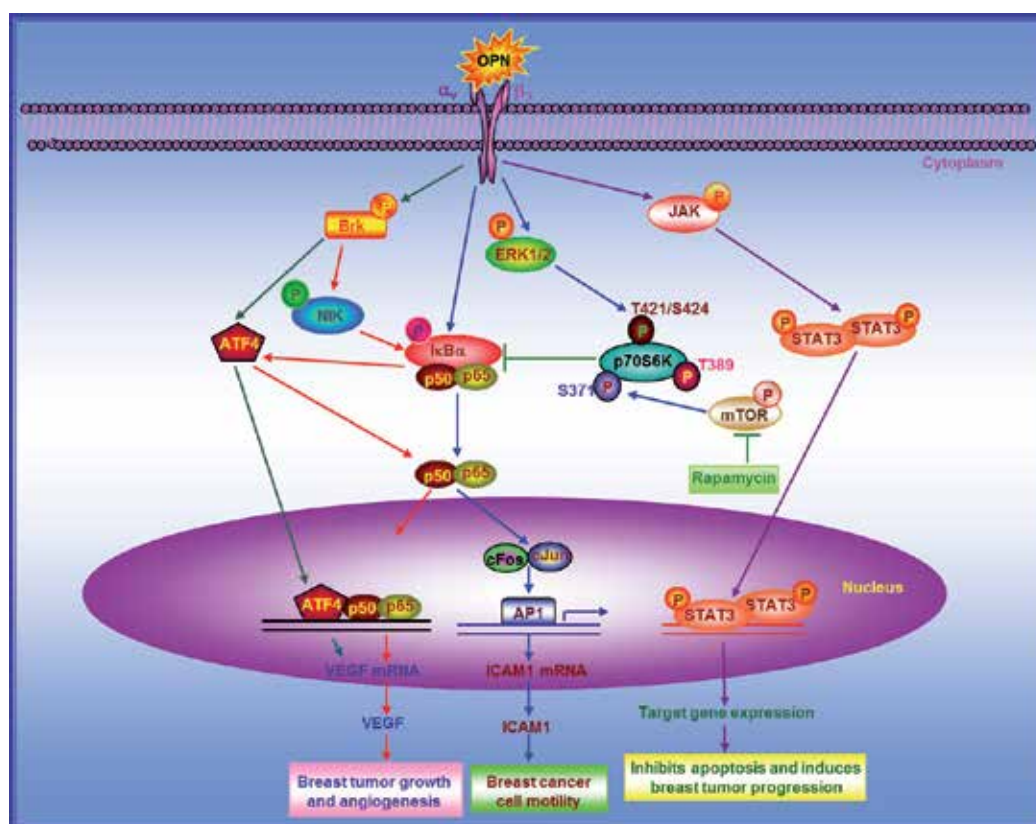 OPN
αv β3
Cytoplasm
P
Brk
P
JAK
P
ERK1/2
P
NIK
T421/S424
P
P
STAT3
P
STAT3
ATF4
P
IκBα
p50 p65
p70S6K
T389
P
S371
P
P
mTOR
Rapamycin
p50 p65
cFos
cJun
Nucleus
ATF4
p50 p65
AP1
P
STAT3
P
STAT3
VEGF mRNA
ICAM1 mRNA
VEGF
ICAM1
Target gene expression
Breast tumor growth
and angiogenesis
Breast cancer
cell motility
Inhibits apoptosis and induces
breast tumor progression